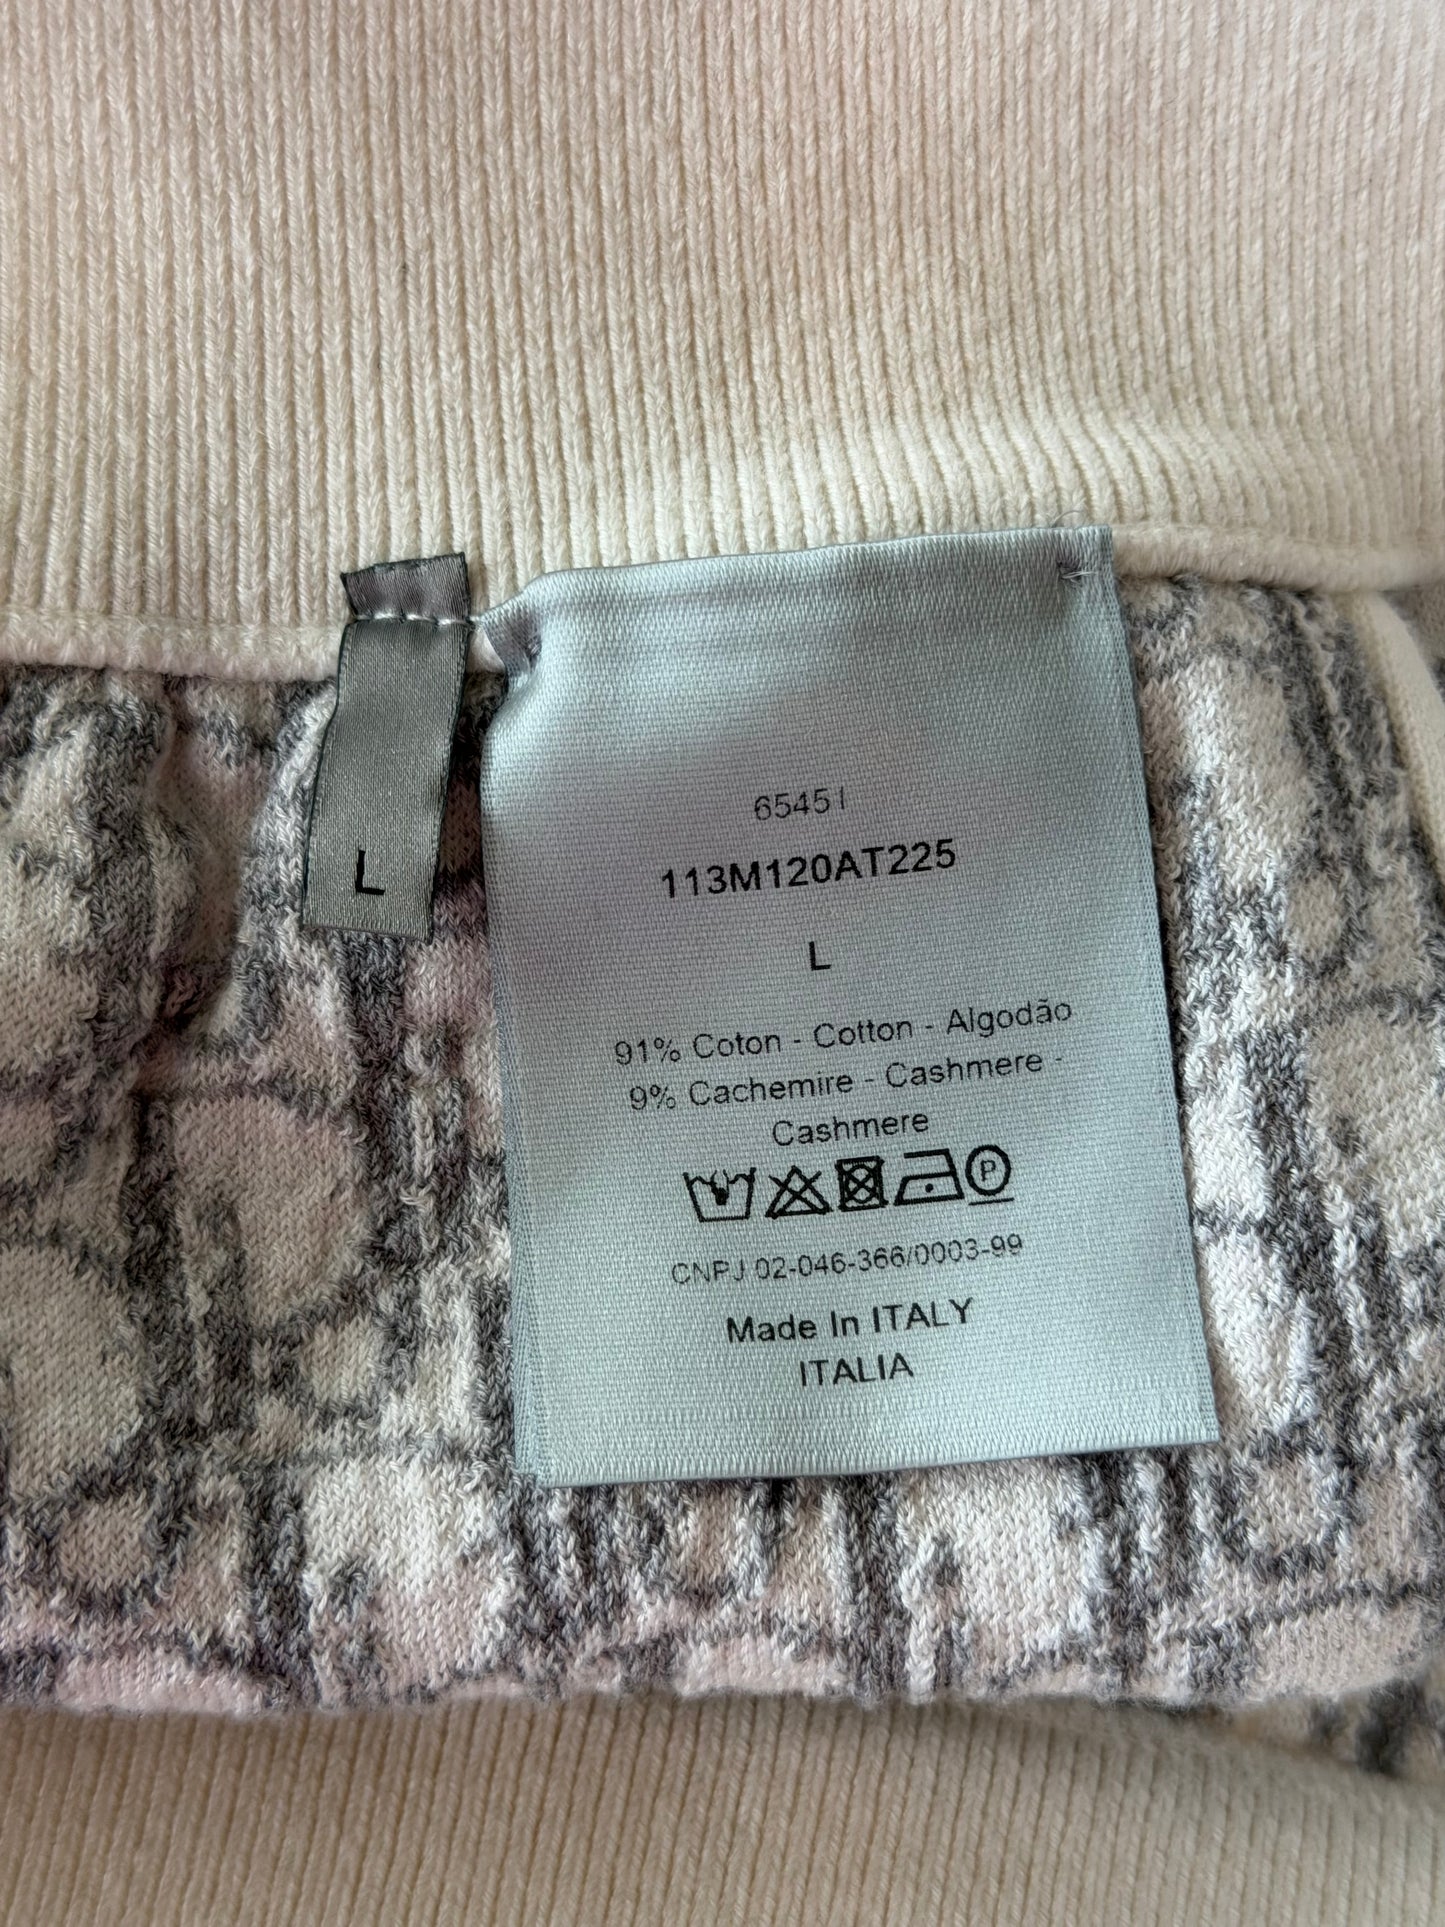 L
65451
113M120AT225
L
91% Coton - Cotton - Algodão
9% Cachemire - Cashmere -
Cashmere
P
CNPJ 02-046-366/0003-99
Made In ITALY
ITALIA